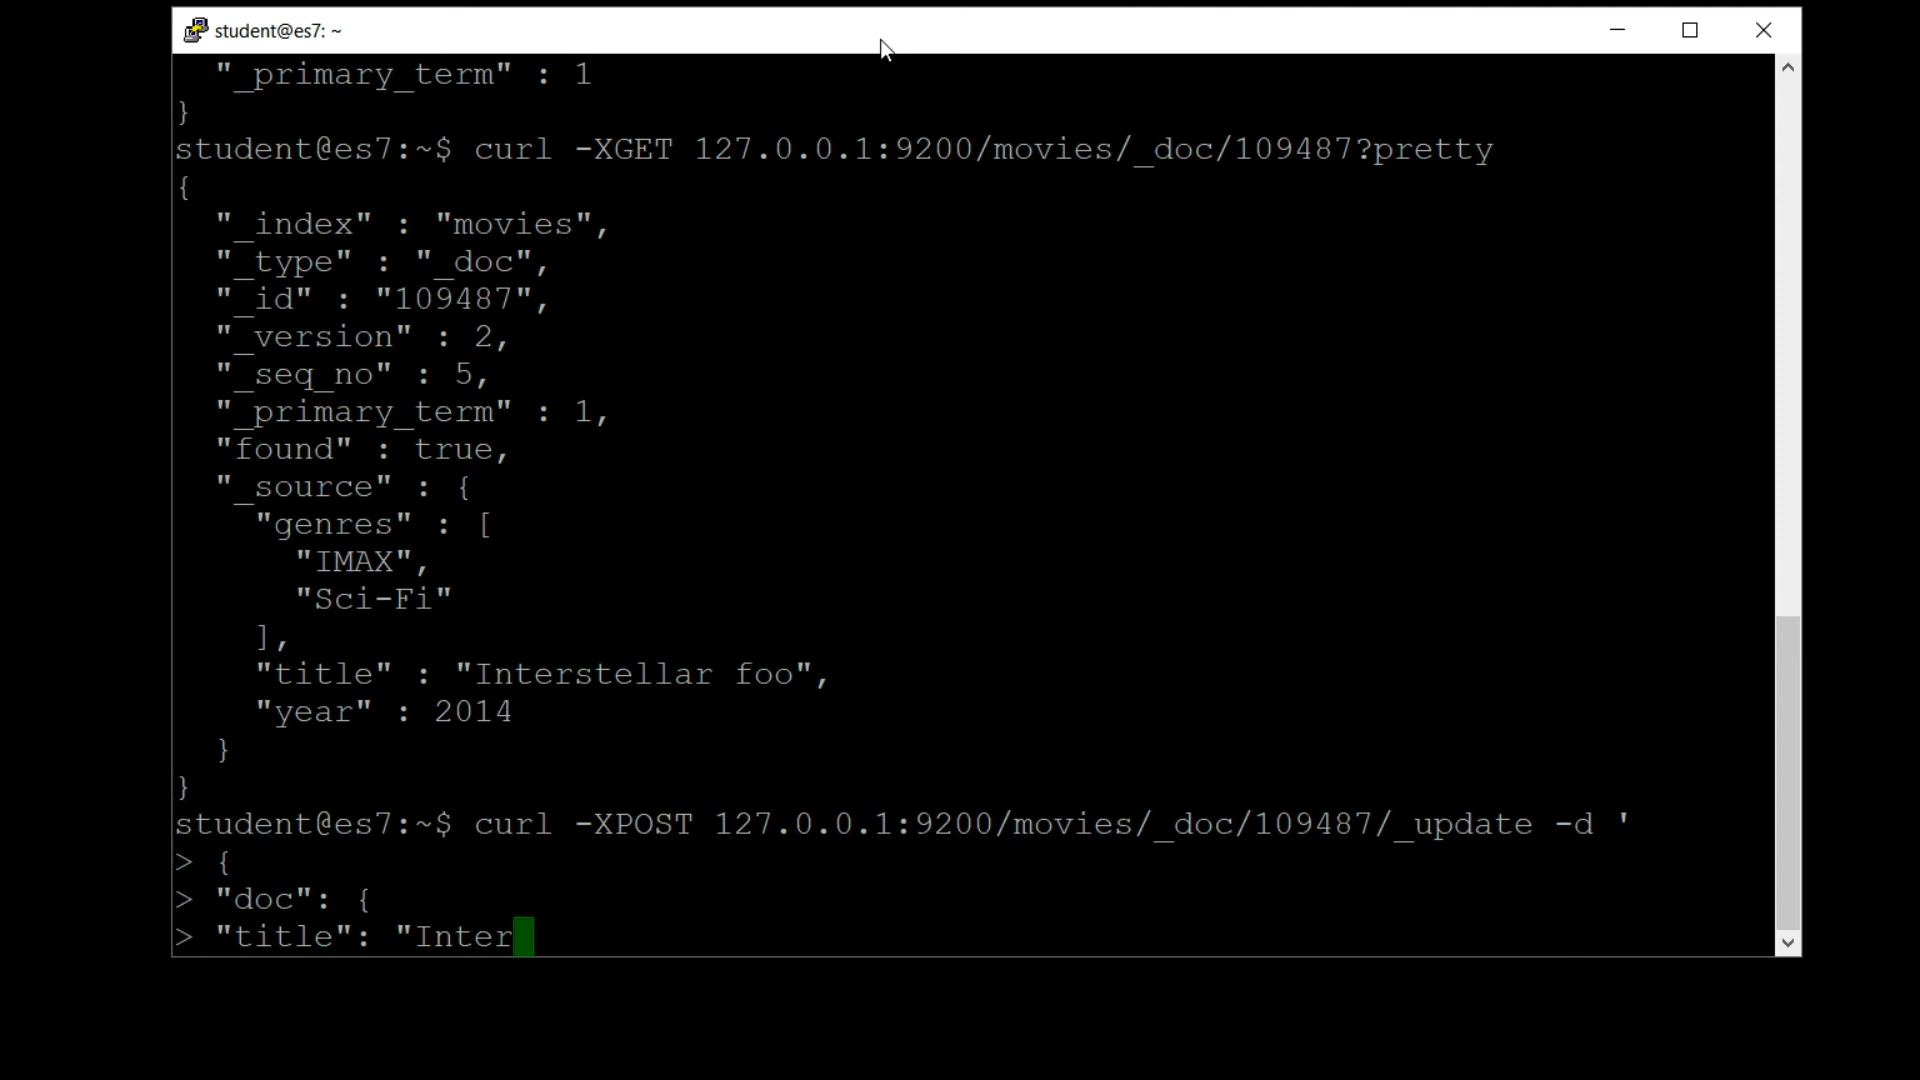 student@es7: ~
  "_primary_term" : 1
}
student@es7:~$ curl -XGET 127.0.0.1:9200/movies/_doc/109487?pretty
{
  "_index" : "movies",
  "_type" : "_doc",
  "_id" : "109487",
  "_version" : 2,
  "_seq_no" : 5,
  "_primary_term" : 1,
  "found" : true,
  "_source" : {
    "genres" : [
      "IMAX",
      "Sci-Fi"
    ],
    "title" : "Interstellar foo",
    "year" : 2014
  }
}
student@es7:~$ curl -XPOST 127.0.0.1:9200/movies/_doc/109487/_update -d '
> {
> "doc": {
> "title": "Inter